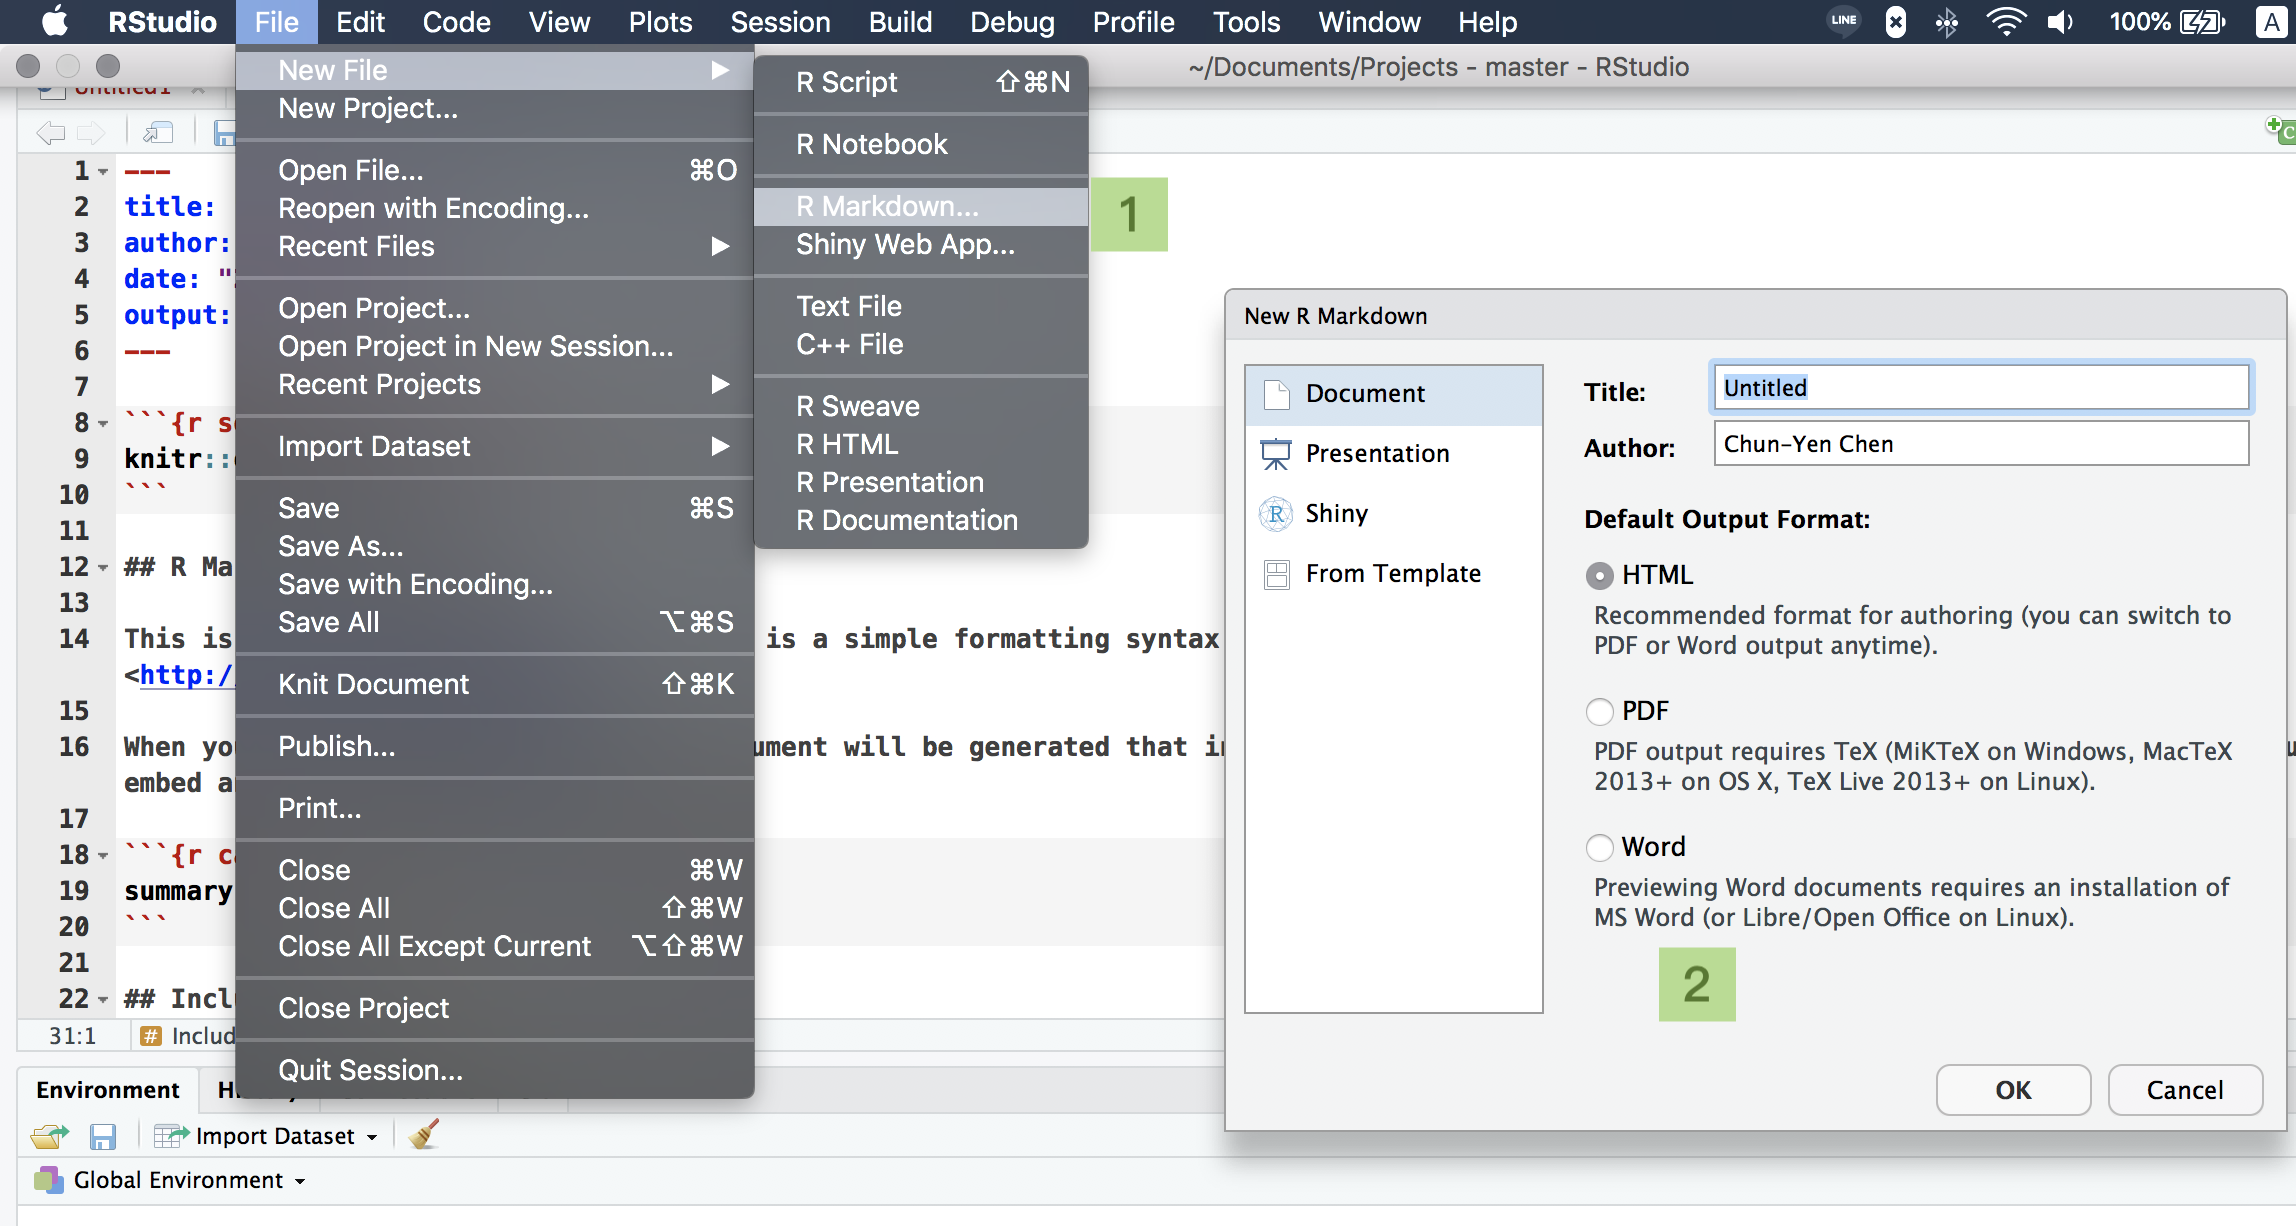 RStudio File Edit Code View Plots Session Build Debug Profile Tools Window Help LINE 100% A
~/Documents/Projects - master - RStudio
Untitled1
New File
New Project...
Open File... ⌘O
Reopen with Encoding...
Recent Files
Open Project...
Open Project in New Session...
Recent Projects
Import Dataset
Save ⌘S
Save As...
Save with Encoding...
Save All ⌥⌘S
Knit Document ⇧⌘K
Publish...
Print...
Close ⌘W
Close All ⇧⌘W
Close All Except Current ⌥⇧⌘W
Close Project
Quit Session...
R Script ⇧⌘N
R Notebook
R Markdown...
Shiny Web App...
Text File
C++ File
R Sweave
R HTML
R Presentation
R Documentation
1
1 ---
2 title:
3 author:
4 date: "
5 output:
6 ---
7
8 ```{r s
9 knitr::
10 ```
11
12 ## R Ma
13
14 This is is a simple formatting syntax
<http:/
15
16 When yo ument will be generated that i
embed a
17
18 ```{r c
19 summary
20 ```
21
22 ## Incl
31:1 # Includ
New R Markdown
Document
Presentation
Shiny
From Template
Title: Untitled
Author: Chun-Yen Chen
Default Output Format:
HTML
Recommended format for authoring (you can switch to
PDF or Word output anytime).
PDF
PDF output requires TeX (MiKTeX on Windows, MacTeX
2013+ on OS X, TeX Live 2013+ on Linux).
Word
Previewing Word documents requires an installation of
MS Word (or Libre/Open Office on Linux).
2
OK Cancel
Environment
Import Dataset
Global Environment